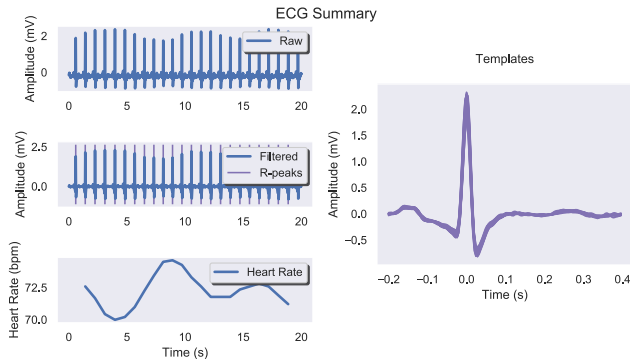 ECG Summary
Amplitude (mV)
2
0
Raw
0 5 10 15 20
Amplitude (mV)
2.5
0.0
Filtered
R-peaks
0 5 10 15 20
Heart Rate (bpm)
72.5
70.0
Heart Rate
0 5 10 15 20
Time (s)
Templates
Amplitude (mV)
2.0
1.5
1.0
0.5
0.0
−0.5
−0.2 −0.1 0.0 0.1 0.2 0.3 0.4
Time (s)